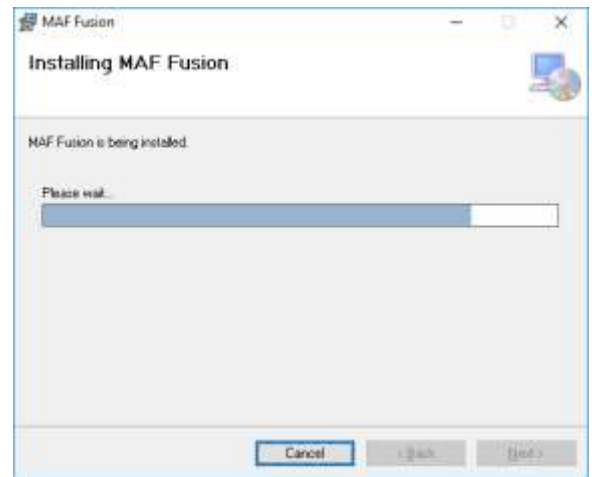 MAF Fusion
Installing MAF Fusion
MAF Fusion is being installed.
Please wait...
Cancel
< Back
Next >